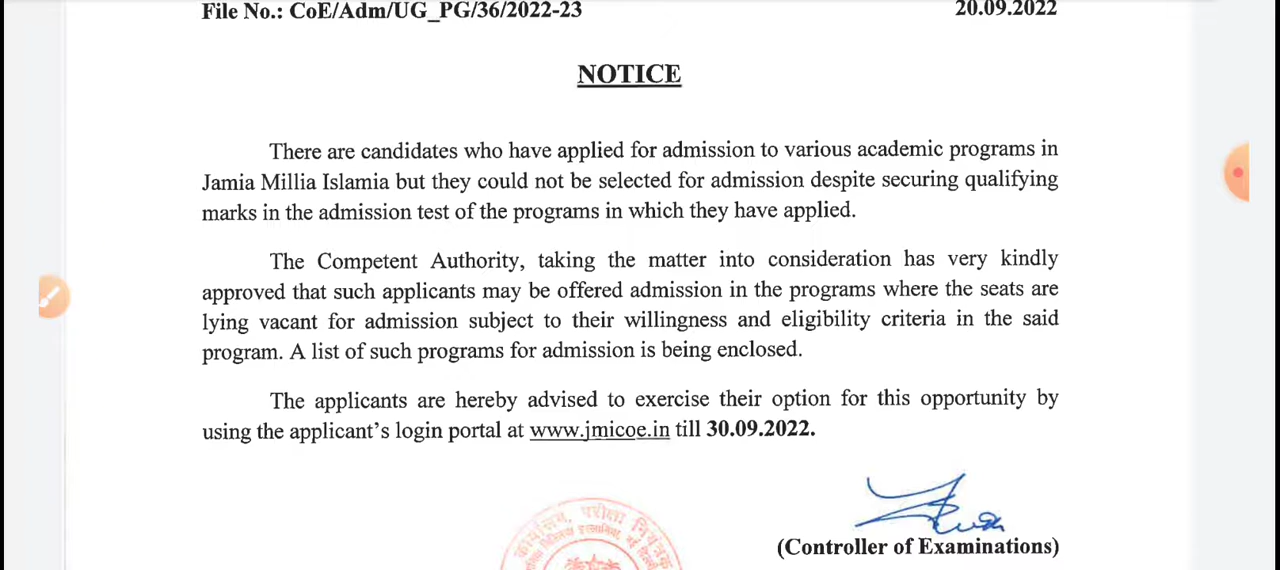 File No.: CoE/Adm/UG_PG/36/2022-23 20.09.2022
NOTICE
There are candidates who have applied for admission to various academic programs in
Jamia Millia Islamia but they could not be selected for admission despite securing qualifying
marks in the admission test of the programs in which they have applied.
The Competent Authority, taking the matter into consideration has very kindly
approved that such applicants may be offered admission in the programs where the seats are
lying vacant for admission subject to their willingness and eligibility criteria in the said
program. A list of such programs for admission is being enclosed.
The applicants are hereby advised to exercise their option for this opportunity by
using the applicant's login portal at www.jmicoe.in till 30.09.2022.
(Controller of Examinations)
कार्यालय, परीक्षा नियंत्रक